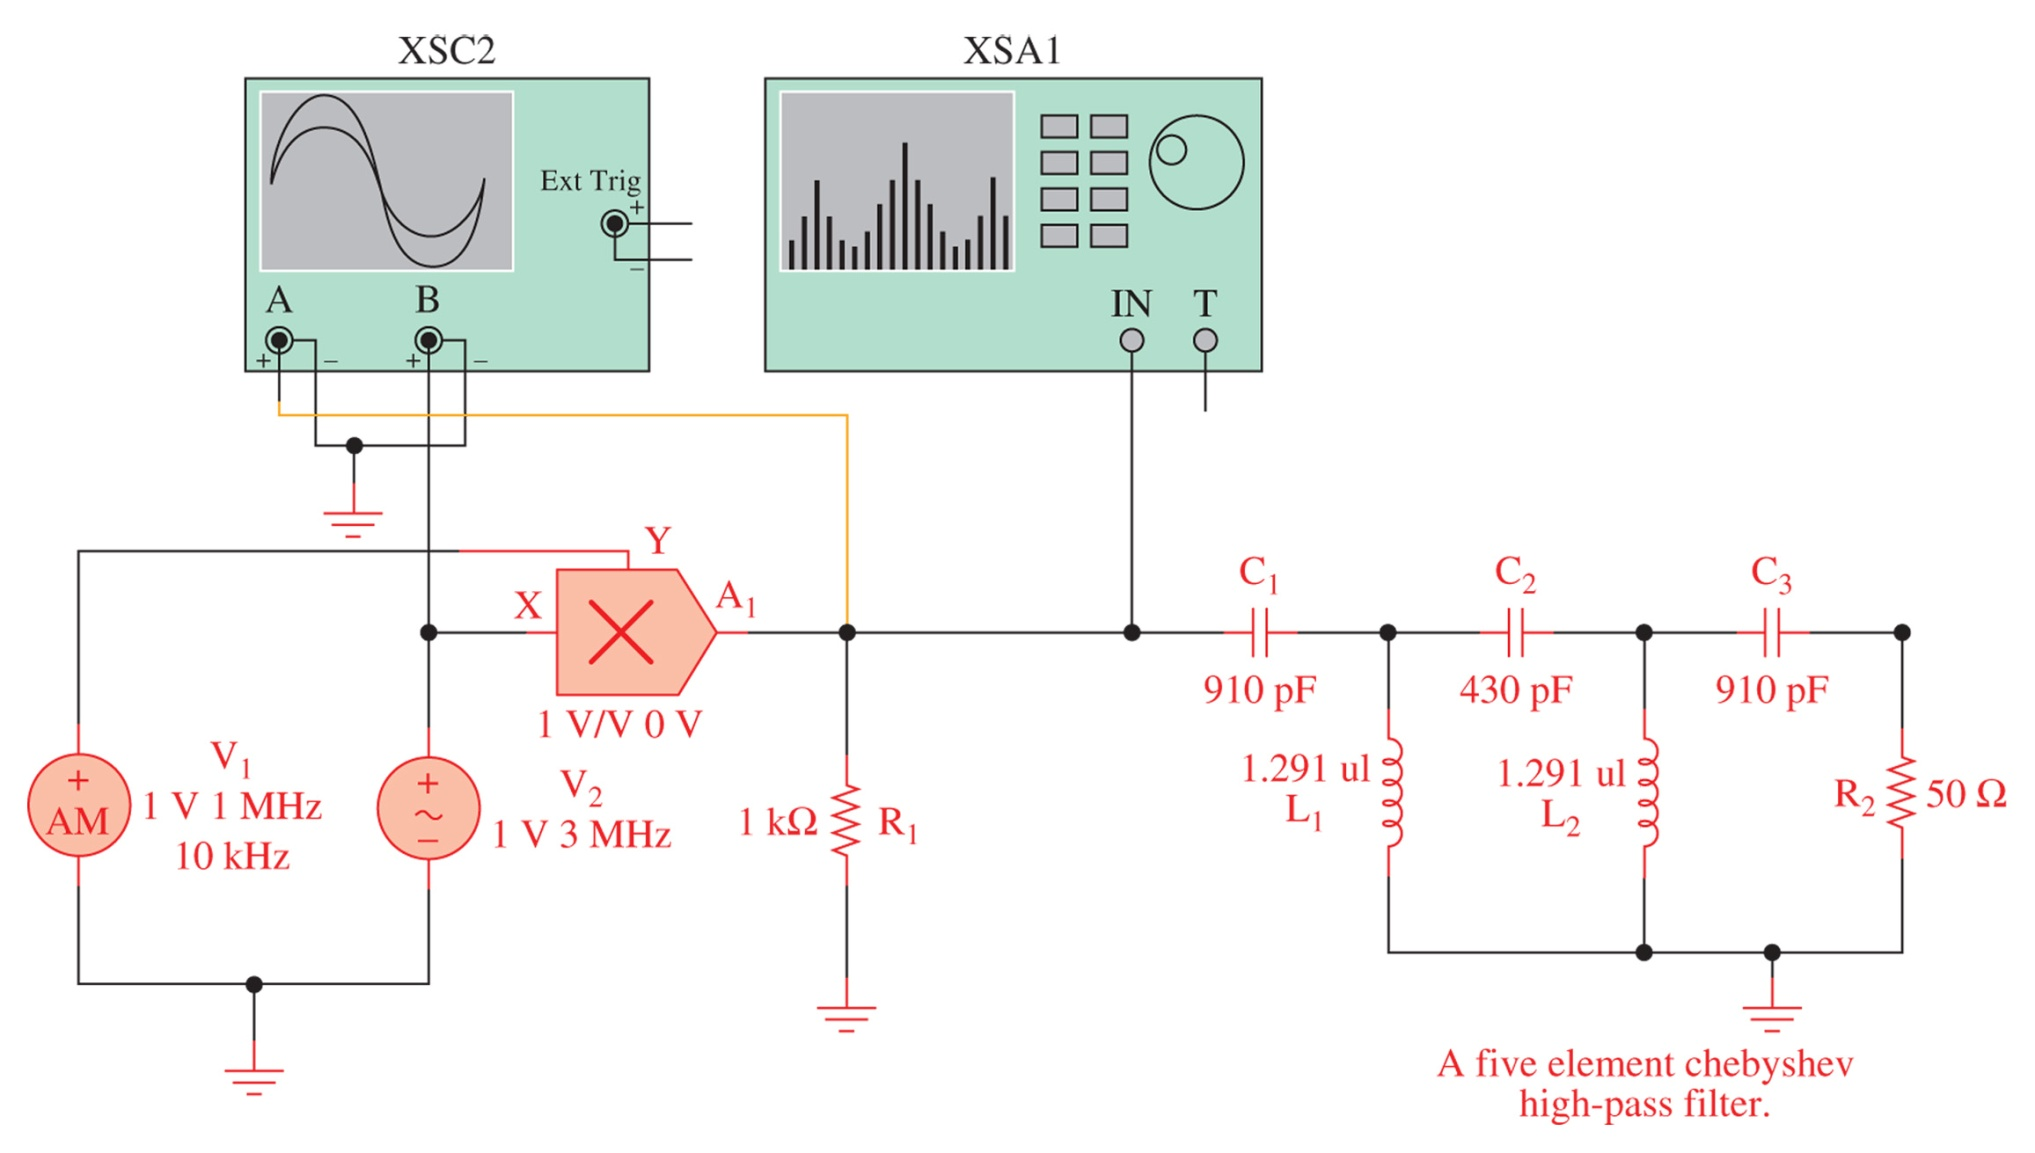 XSC2
XSA1
Ext Trig
+
−
A
B
IN T
+ − + −
Y
X
A1
1 V/V 0 V
C1
910 pF
C2
430 pF
C3
910 pF
+
AM
V1
1 V 1 MHz
10 kHz
+
~
−
V2
1 V 3 MHz
1 kΩ R1
1.291 ul
L1
1.291 ul
L2
R2 50 Ω
A five element chebyshev
high-pass filter.